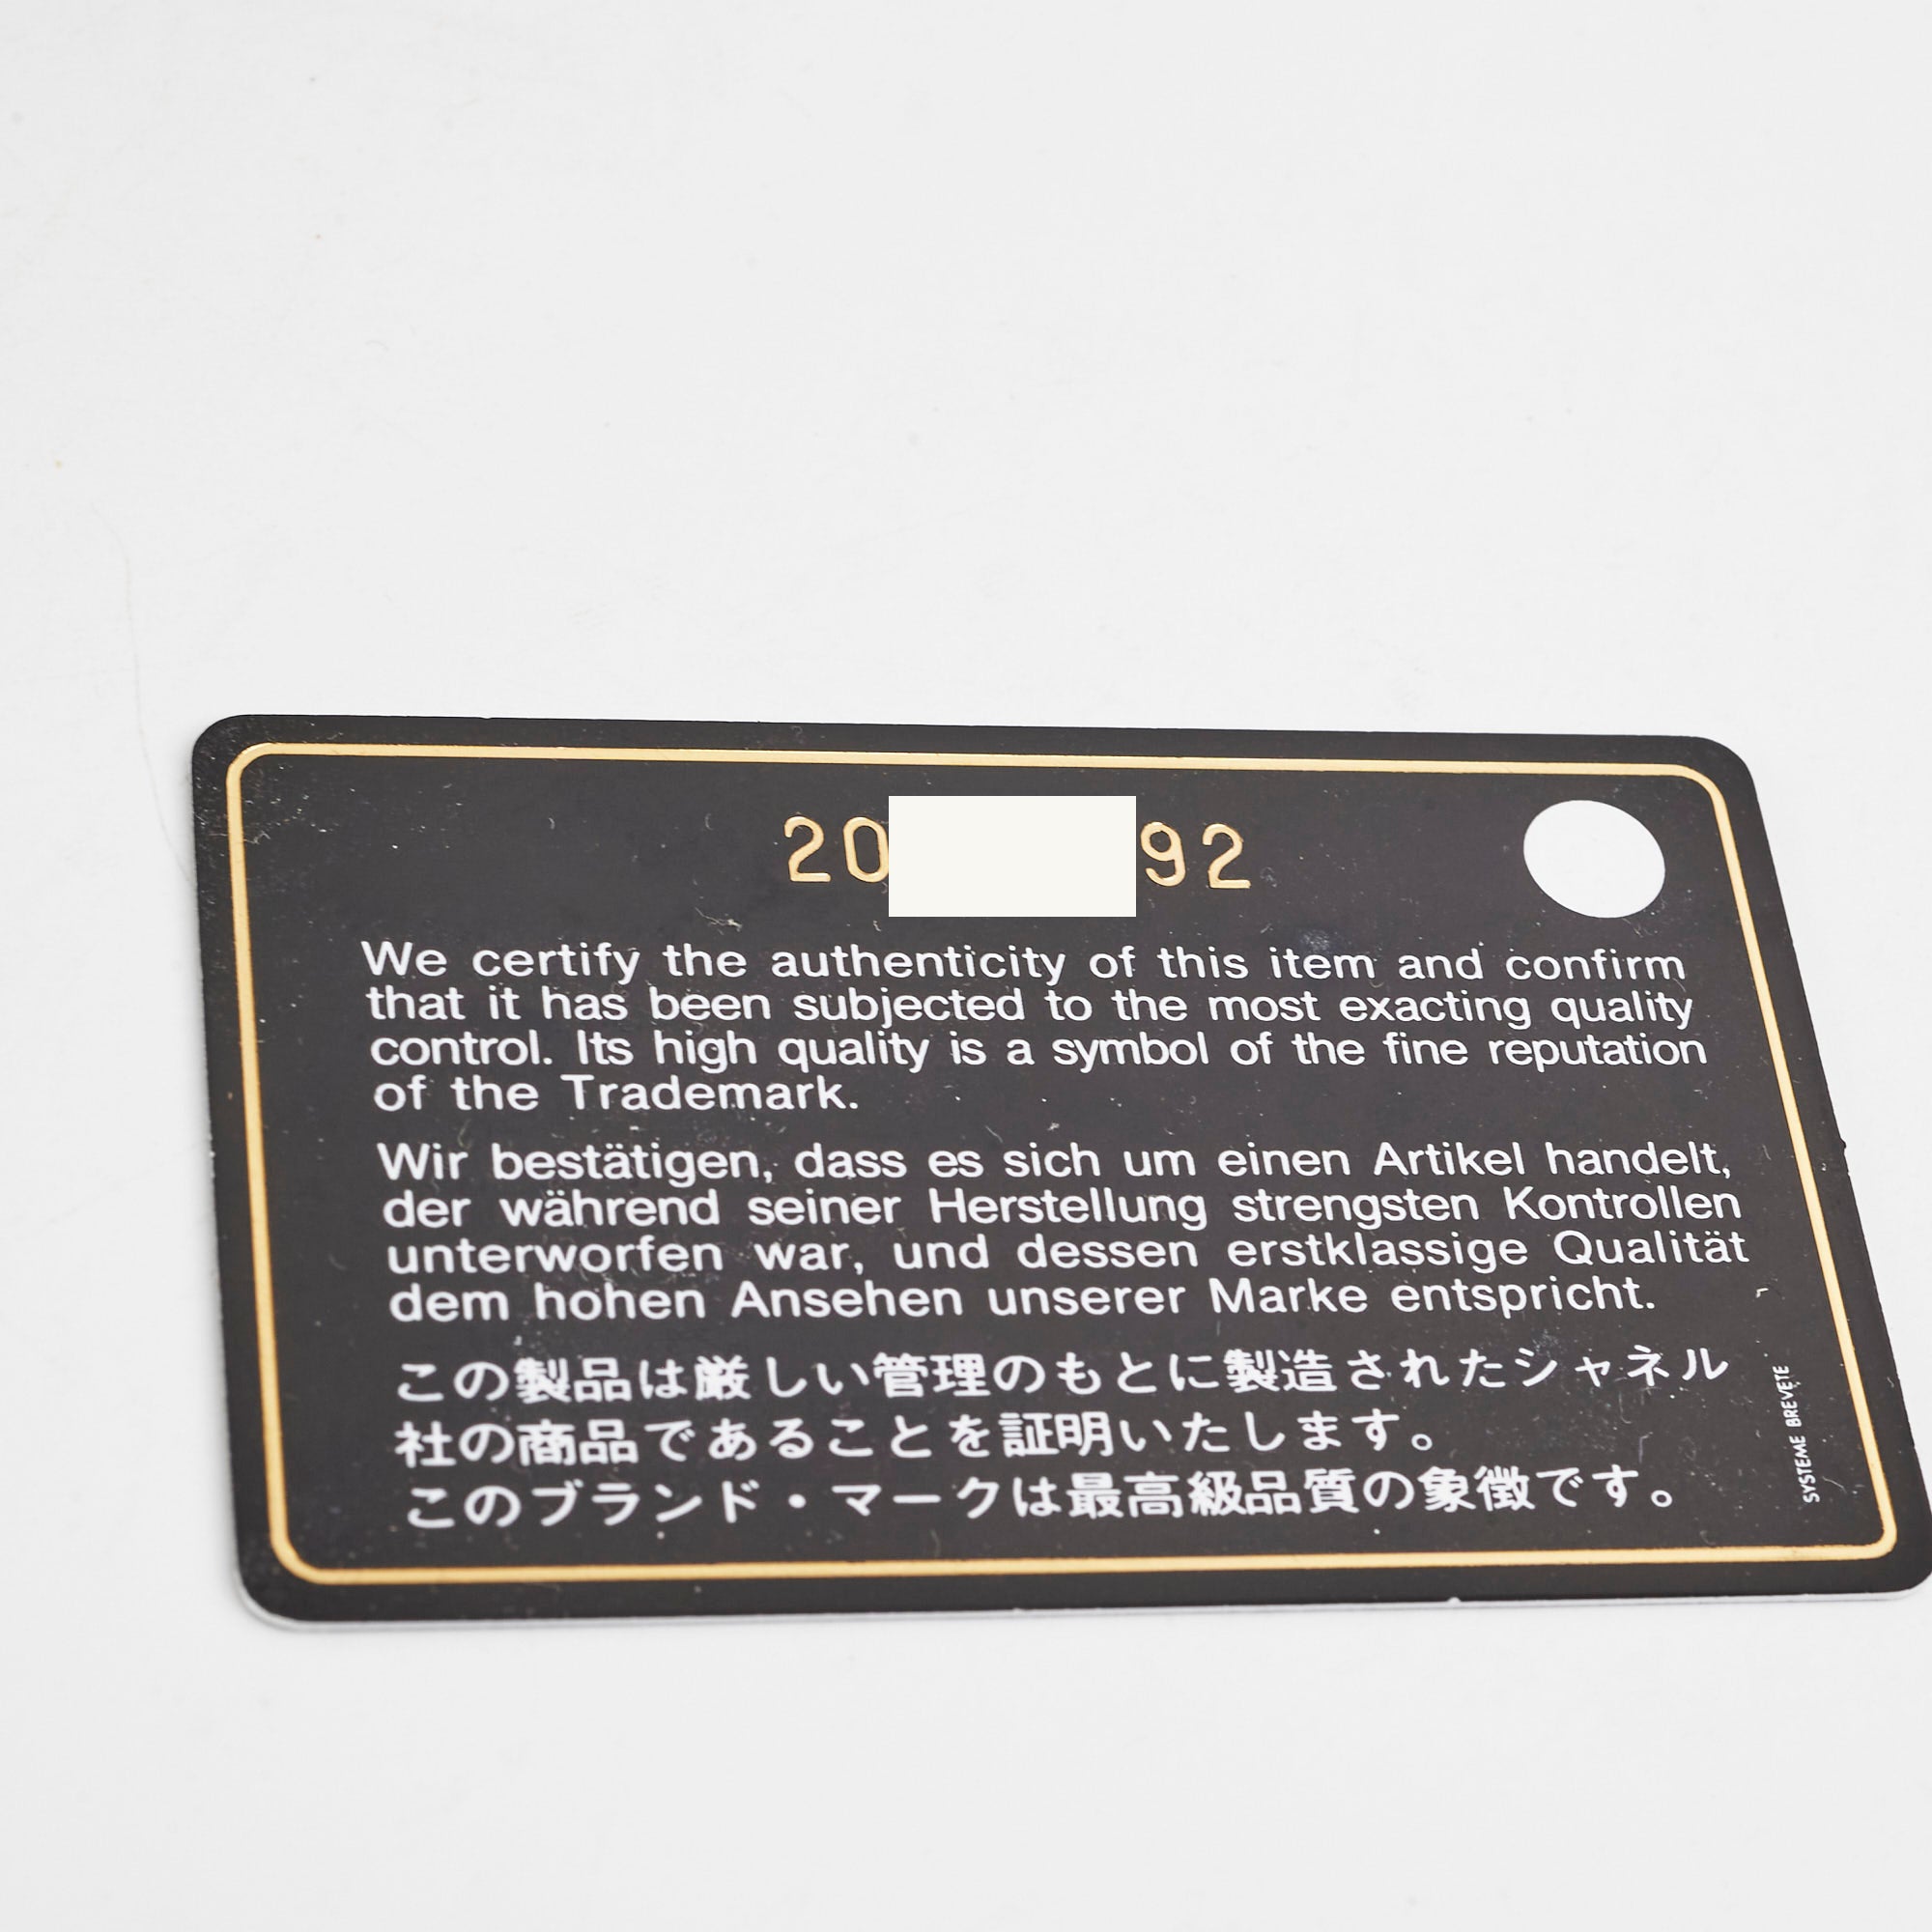 20 92
We certify the authenticity of this item and confirm
that it has been subjected to the most exacting quality
control. Its high quality is a symbol of the fine reputation
of the Trademark.
Wir bestätigen, dass es sich um einen Artikel handelt,
der während seiner Herstellung strengsten Kontrollen
unterworfen war, und dessen erstklassige Qualität
dem hohen Ansehen unserer Marke entspricht.
この製品は厳しい管理のもとに製造されたシャネル
社の商品であることを証明いたします。
このブランド・マークは最高級品質の象徴です。
SYSTEME BREVETE